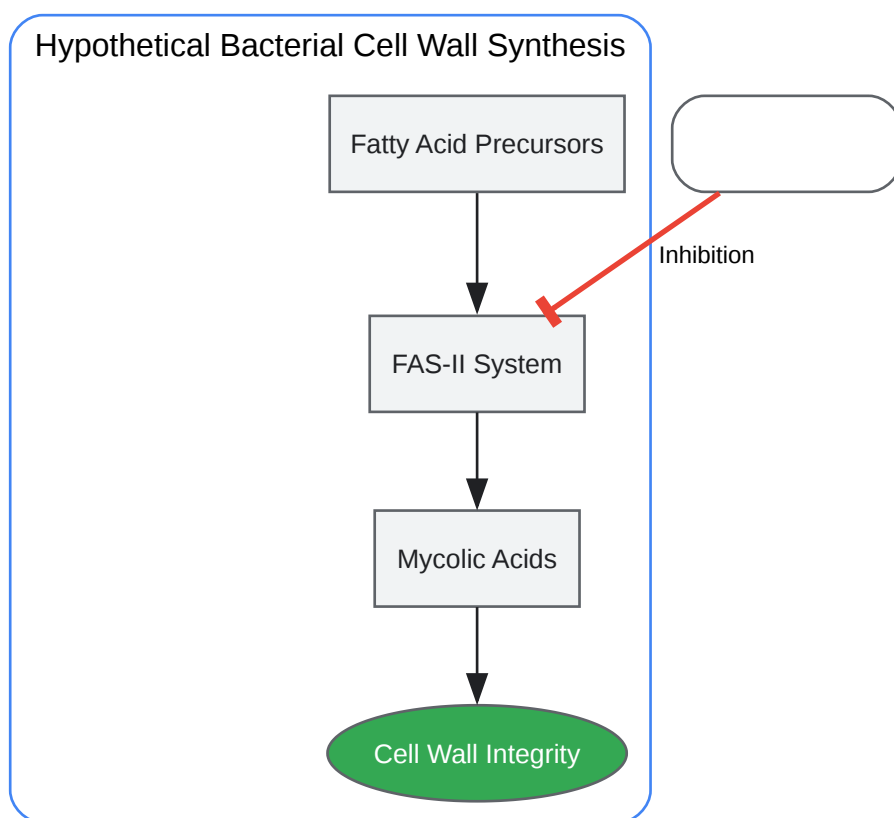 Hypothetical Bacterial Cell Wall Synthesis
Fatty Acid Precursors
Inhibition
FAS-II System
Mycolic Acids
Cell Wall Integrity